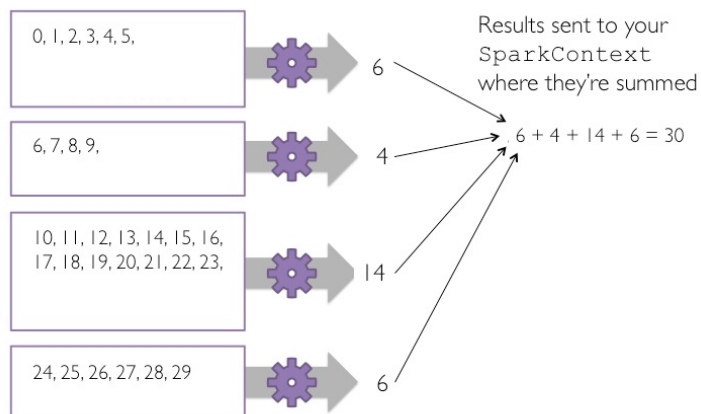 0, 1, 2, 3, 4, 5,
6
Results sent to your
SparkContext
where they're summed
6, 7, 8, 9,
4
6 + 4 + 14 + 6 = 30
10, 11, 12, 13, 14, 15, 16,
17, 18, 19, 20, 21, 22, 23,
14
24, 25, 26, 27, 28, 29
6